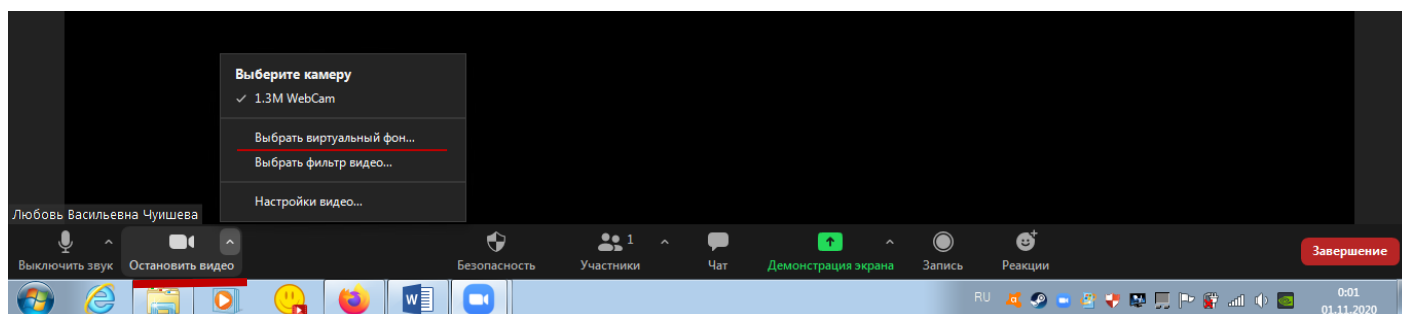 Выберите камеру
1.3M WebCam
Выбрать виртуальный фон...
Выбрать фильтр видео...
Настройки видео...
Любовь Васильевна Чуишева
Выключить звук Остановить видео Безопасность Участники 1 Чат Демонстрация экрана Запись Реакции Завершение
W RU 0:01
01.11.2020